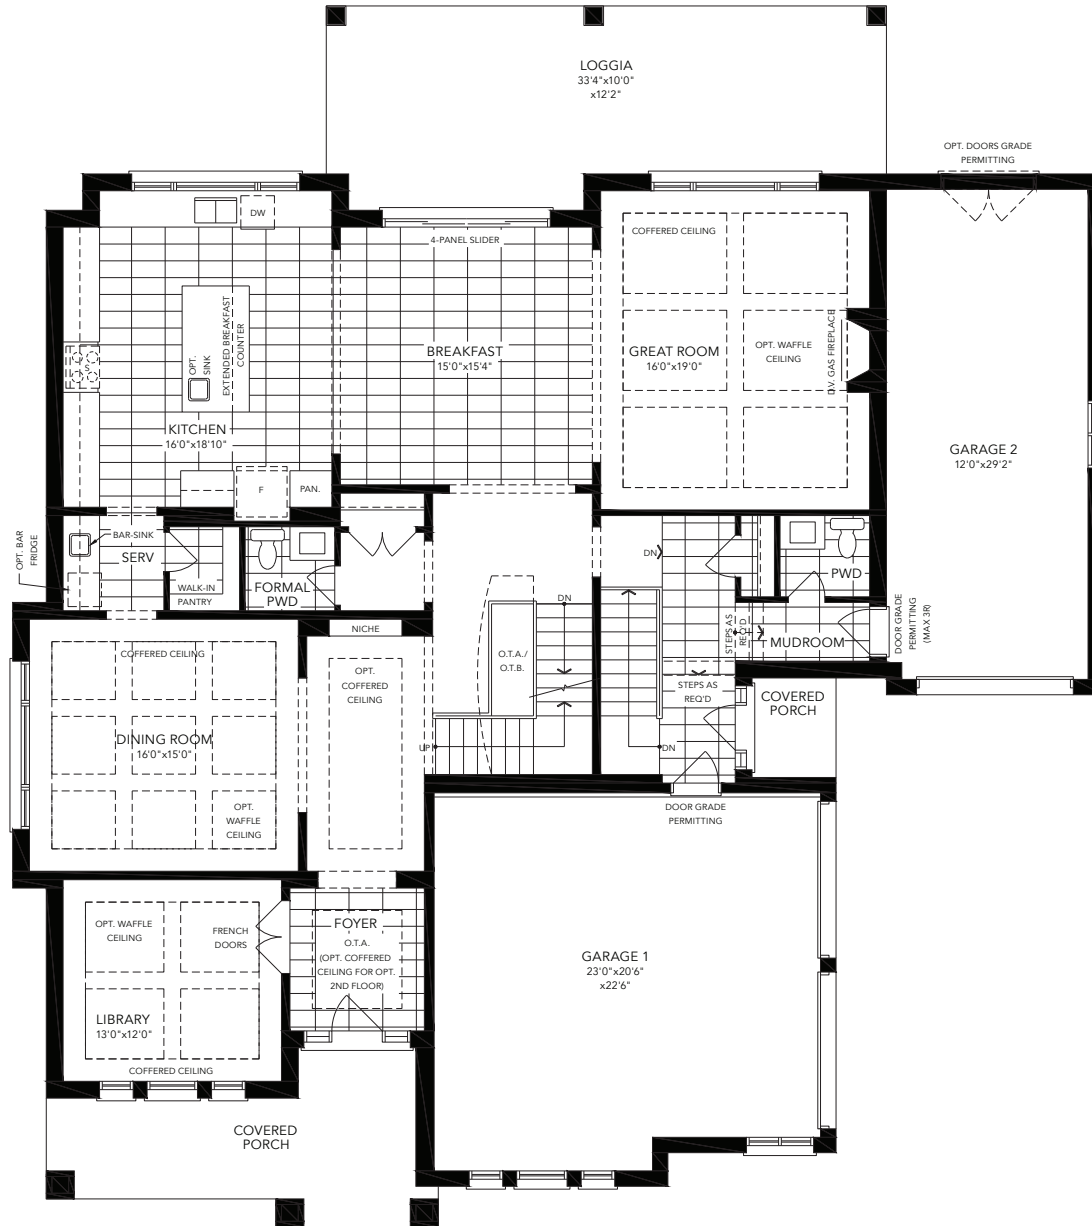 LOGGIA
33'4"x10'0"
x12'2"
OPT. DOORS GRADE
PERMITTING
DW
4-PANEL SLIDER
COFFERED CEILING
EXTENDED BREAKFAST
COUNTER
OPT.
SINK
S
BREAKFAST
15'0"x15'4"
GREAT ROOM
16'0"x19'0"
OPT. WAFFLE
CEILING
D.V. GAS FIREPLACE
KITCHEN
16'0"x18'10"
GARAGE 2
12'0"x29'2"
F
PAN.
OPT. BAR
FRIDGE
BAR-SINK
SERV
WALK-IN
PANTRY
FORMAL
PWD
DN
PWD
DN
STEPS AS
REQ'D
MUDROOM
DOOR GRADE
PERMITTING
(MAX 3R)
NICHE
COFFERED CEILING
OPT.
COFFERED
CEILING
O.T.A./
O.T.B.
STEPS AS
REQ'D
COVERED
PORCH
DINING ROOM
16'0"x15'0"
UP
DN
OPT.
WAFFLE
CEILING
DOOR GRADE
PERMITTING
OPT. WAFFLE
CEILING
FRENCH
DOORS
FOYER
O.T.A.
(OPT. COFFERED
CEILING FOR OPT.
2ND FLOOR)
GARAGE 1
23'0"x20'6"
x22'6"
LIBRARY
13'0"x12'0"
COFFERED CEILING
COVERED
PORCH